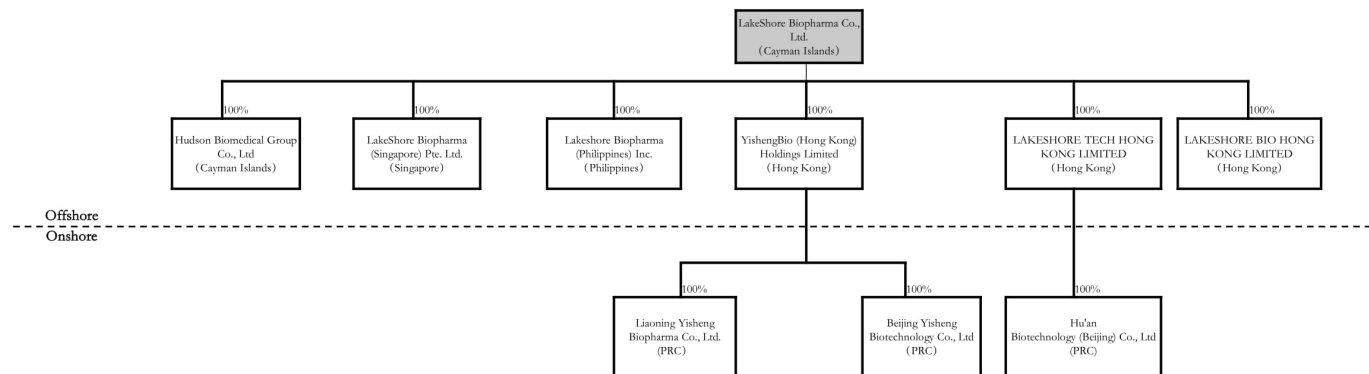 LakeShore Biopharma Co.,
Ltd.
（Cayman Islands）
100%
100%
100%
100%
100%
100%
Hudson Biomedical Group
Co., Ltd
（Cayman Islands）
LakeShore Biopharma
(Singapore) Pte. Ltd.
（Singapore）
Lakeshore Biopharma
(Philippines) Inc.
（Philippines）
YishengBio (Hong Kong)
Holdings Limited
（Hong Kong）
LAKESHORE TECH HONG
KONG LIMITED
（Hong Kong）
LAKESHORE BIO HONG
KONG LIMITED
（Hong Kong）
Offshore
Onshore
100%
100%
100%
Liaoning Yisheng
Biopharma Co., Ltd.
(PRC）
Beijing Yisheng
Biotechnology Co., Ltd
（PRC）
Hu'an
Biotechnology (Beijing) Co., Ltd
(PRC)